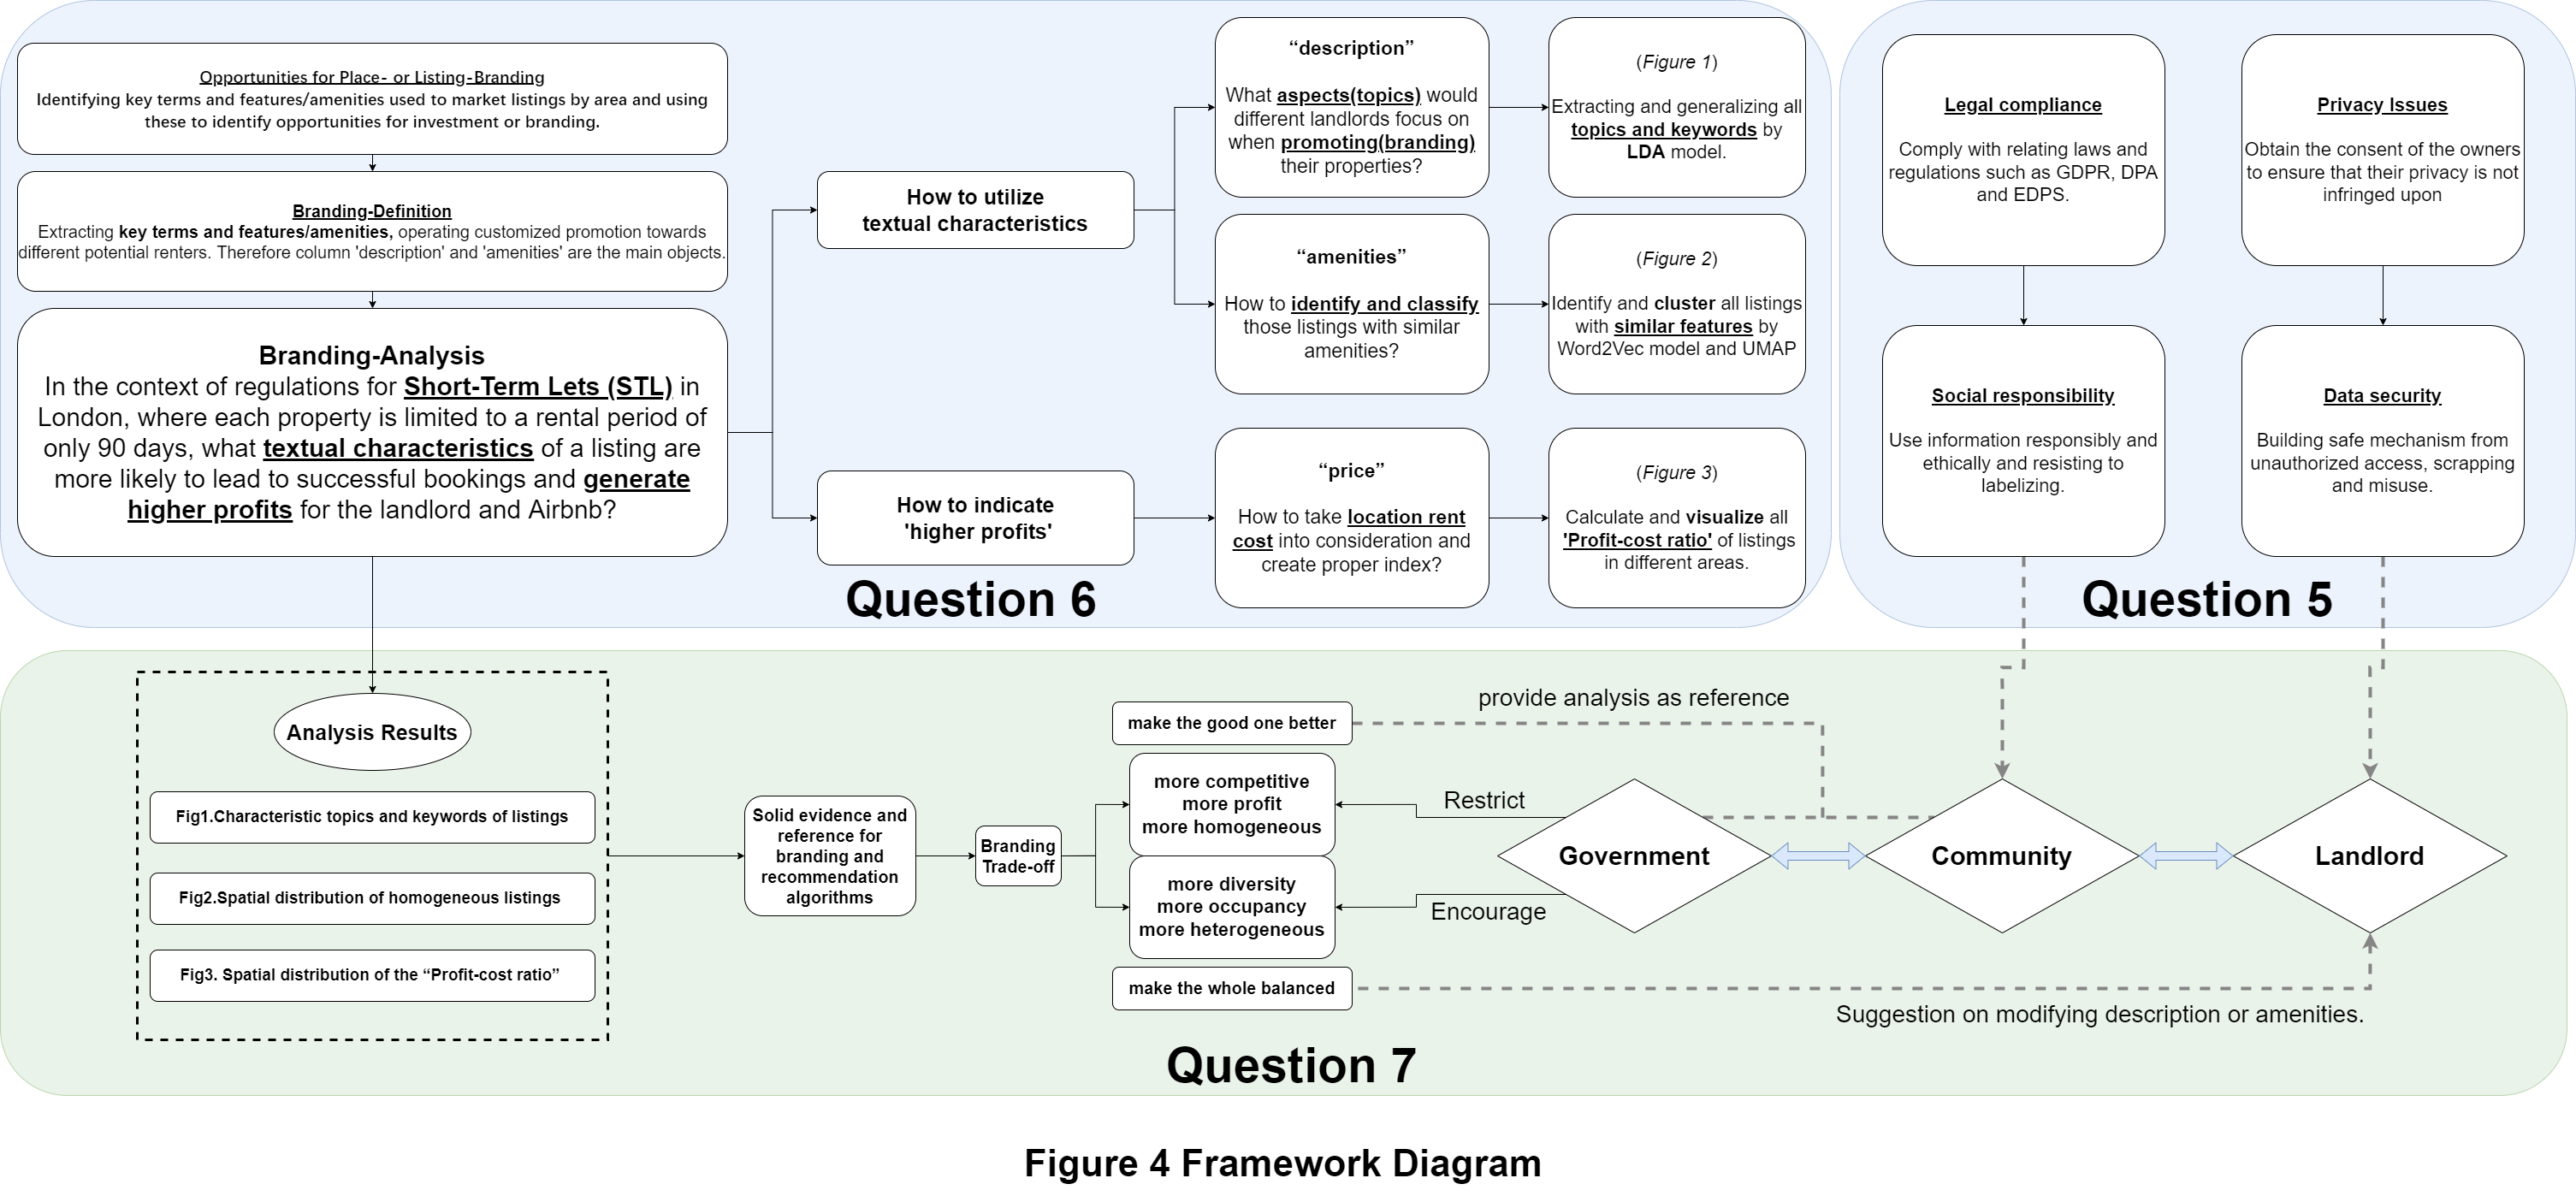 Opportunities for Place- or Listing-Branding
Identifying key terms and features/amenities used to market listings by area and using
these to identify opportunities for investment or branding.
Branding-Definition
Extracting key terms and features/amenities, operating customized promotion towards
different potential renters. Therefore column 'description' and 'amenities' are the main objects.
Branding-Analysis
In the context of regulations for Short-Term Lets (STL) in
London, where each property is limited to a rental period of
only 90 days, what textual characteristics of a listing are
more likely to lead to successful bookings and generate
higher profits for the landlord and Airbnb?
How to utilize
textual characteristics
How to indicate
'higher profits'
“description”
What aspects(topics) would
different landlords focus on
when promoting(branding)
their properties?
(Figure 1)
Extracting and generalizing all
topics and keywords by
LDA model.
“amenities”
How to identify and classify
those listings with similar
amenities?
(Figure 2)
Identify and cluster all listings
with similar features by
Word2Vec model and UMAP
“price”
How to take location rent
cost into consideration and
create proper index?
(Figure 3)
Calculate and visualize all
'Profit-cost ratio' of listings
in different areas.
Question 6
Legal compliance
Comply with relating laws and
regulations such as GDPR, DPA
and EDPS.
Privacy Issues
Obtain the consent of the owners
to ensure that their privacy is not
infringed upon
Social responsibility
Use information responsibly and
ethically and resisting to
labelizing.
Data security
Building safe mechanism from
unauthorized access, scrapping
and misuse.
Question 5
Analysis Results
Fig1.Characteristic topics and keywords of listings
Fig2.Spatial distribution of homogeneous listings
Fig3. Spatial distribution of the “Profit-cost ratio”
Solid evidence and
reference for
branding and
recommendation
algorithms
Branding
Trade-off
make the good one better
more competitive
more profit
more homogeneous
more diversity
more occupancy
more heterogeneous
make the whole balanced
provide analysis as reference
Restrict
Encourage
Government
Community
Landlord
Suggestion on modifying description or amenities.
Question 7
Figure 4 Framework Diagram